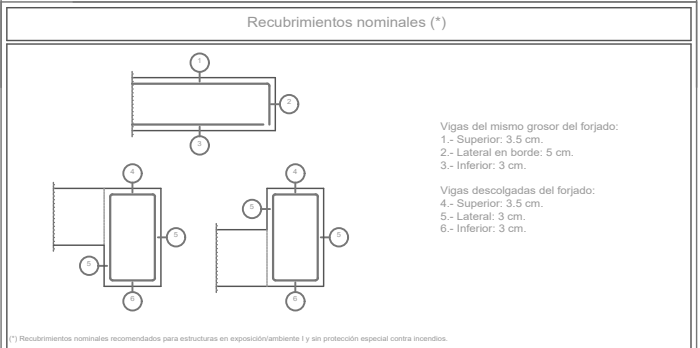 Recubrimientos nominales (*)
1
2
3
Vigas del mismo grosor del forjado:
1.- Superior: 3.5 cm.
2.- Lateral en borde: 5 cm.
3.- Inferior: 3 cm.
Vigas descolgadas del forjado:
4.- Superior: 3.5 cm.
5.- Lateral: 3 cm.
6.- Inferior: 3 cm.
4
5
5
6
4
5
5
6
(*) Recubrimientos nominales recomendados para estructuras en exposición/ambiente I y sin protección especial contra incendios.